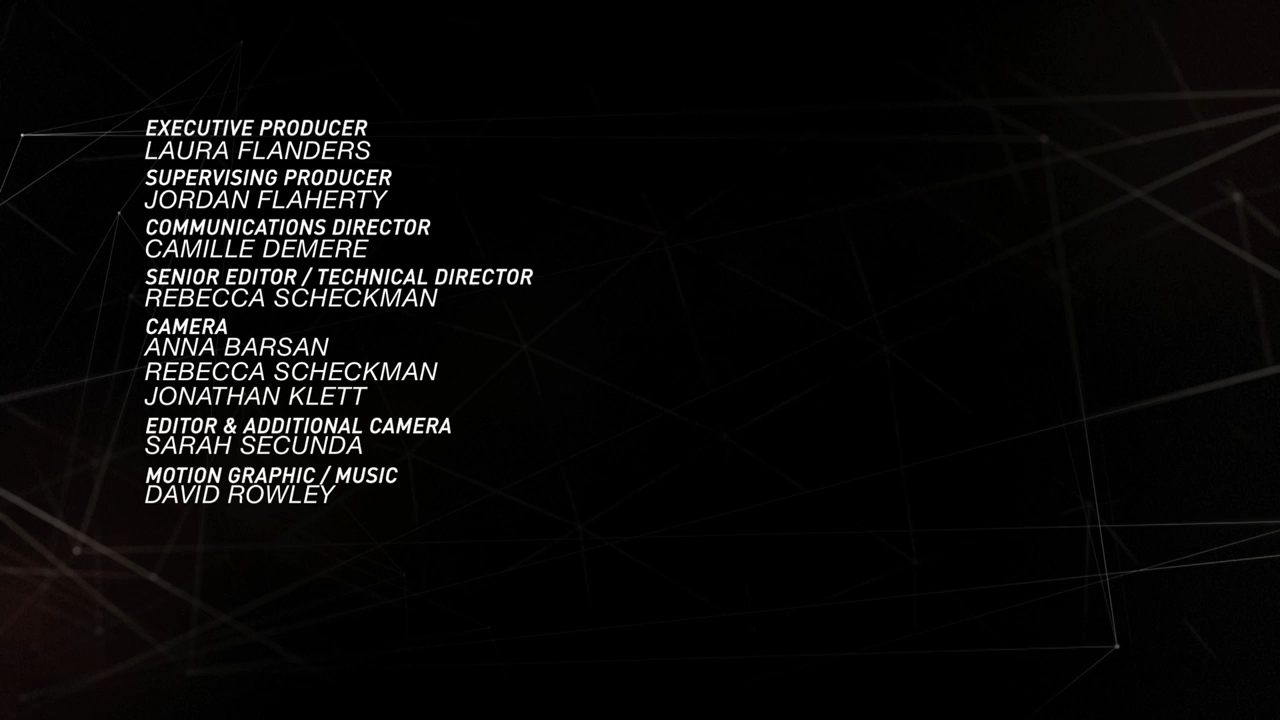 EXECUTIVE PRODUCER
LAURA FLANDERS
SUPERVISING PRODUCER
JORDAN FLAHERTY
COMMUNICATIONS DIRECTOR
CAMILLE DEMERE
SENIOR EDITOR / TECHNICAL DIRECTOR
REBECCA SCHECKMAN
CAMERA
ANNA BARSAN
REBECCA SCHECKMAN
JONATHAN KLETT
EDITOR & ADDITIONAL CAMERA
SARAH SECUNDA
MOTION GRAPHIC / MUSIC
DAVID ROWLEY